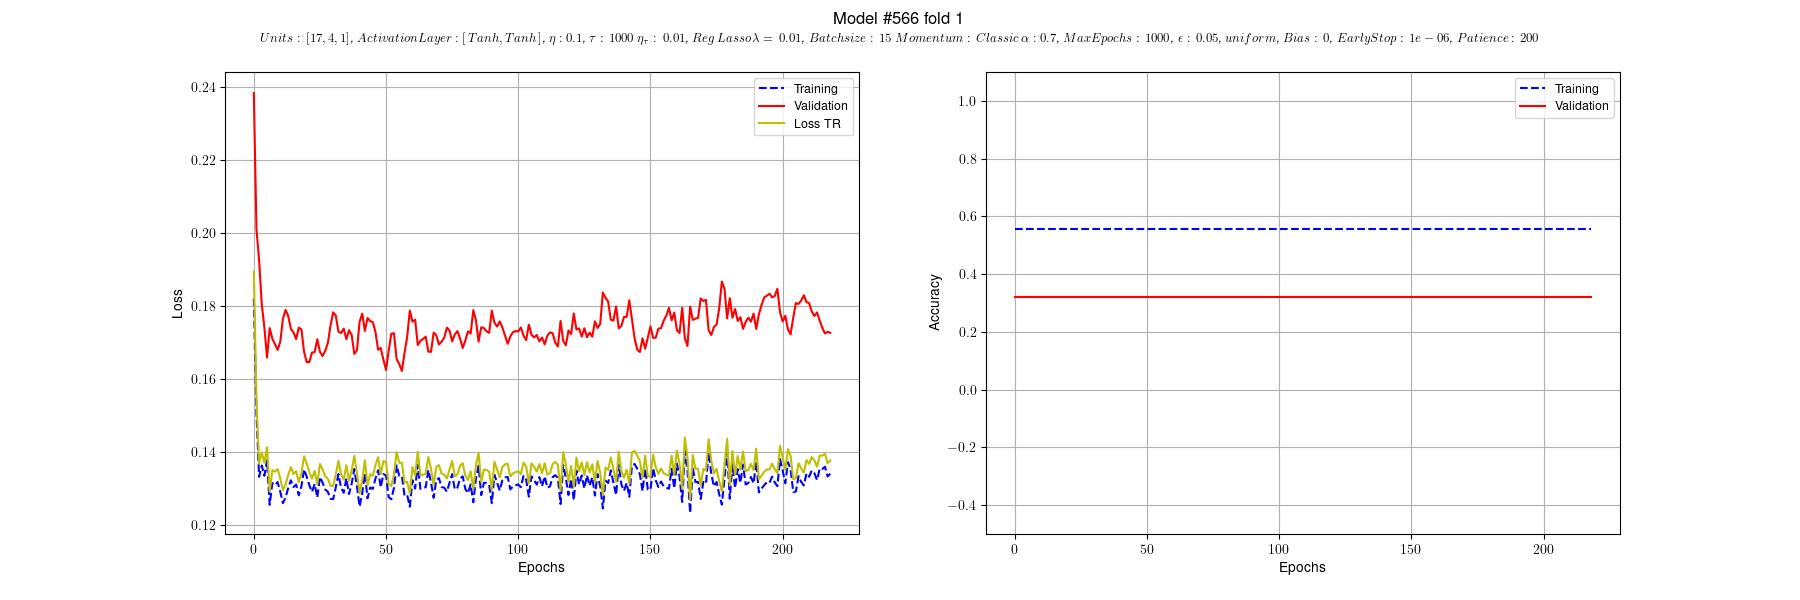 Model #566 fold 1
Units : [17, 4, 1], ActivationLayer : [Tanh, Tanh], η : 0.1, τ : 1000 ητ : 0.01, Reg Lassoλ = 0.01, Batchsize : 15 Momentum : Classic α : 0.7, MaxEpochs : 1000, ϵ : 0.05, uniform, Bias : 0, EarlyStop : 1e − 06, Patience : 200
Loss
0.24
0.22
0.20
0.18
0.16
0.14
0.12
Training
Validation
Loss TR
0 50 100 150 200
Epochs
Accuracy
1.0
0.8
0.6
0.4
0.2
0.0
−0.2
−0.4
Training
Validation
0 50 100 150 200
Epochs